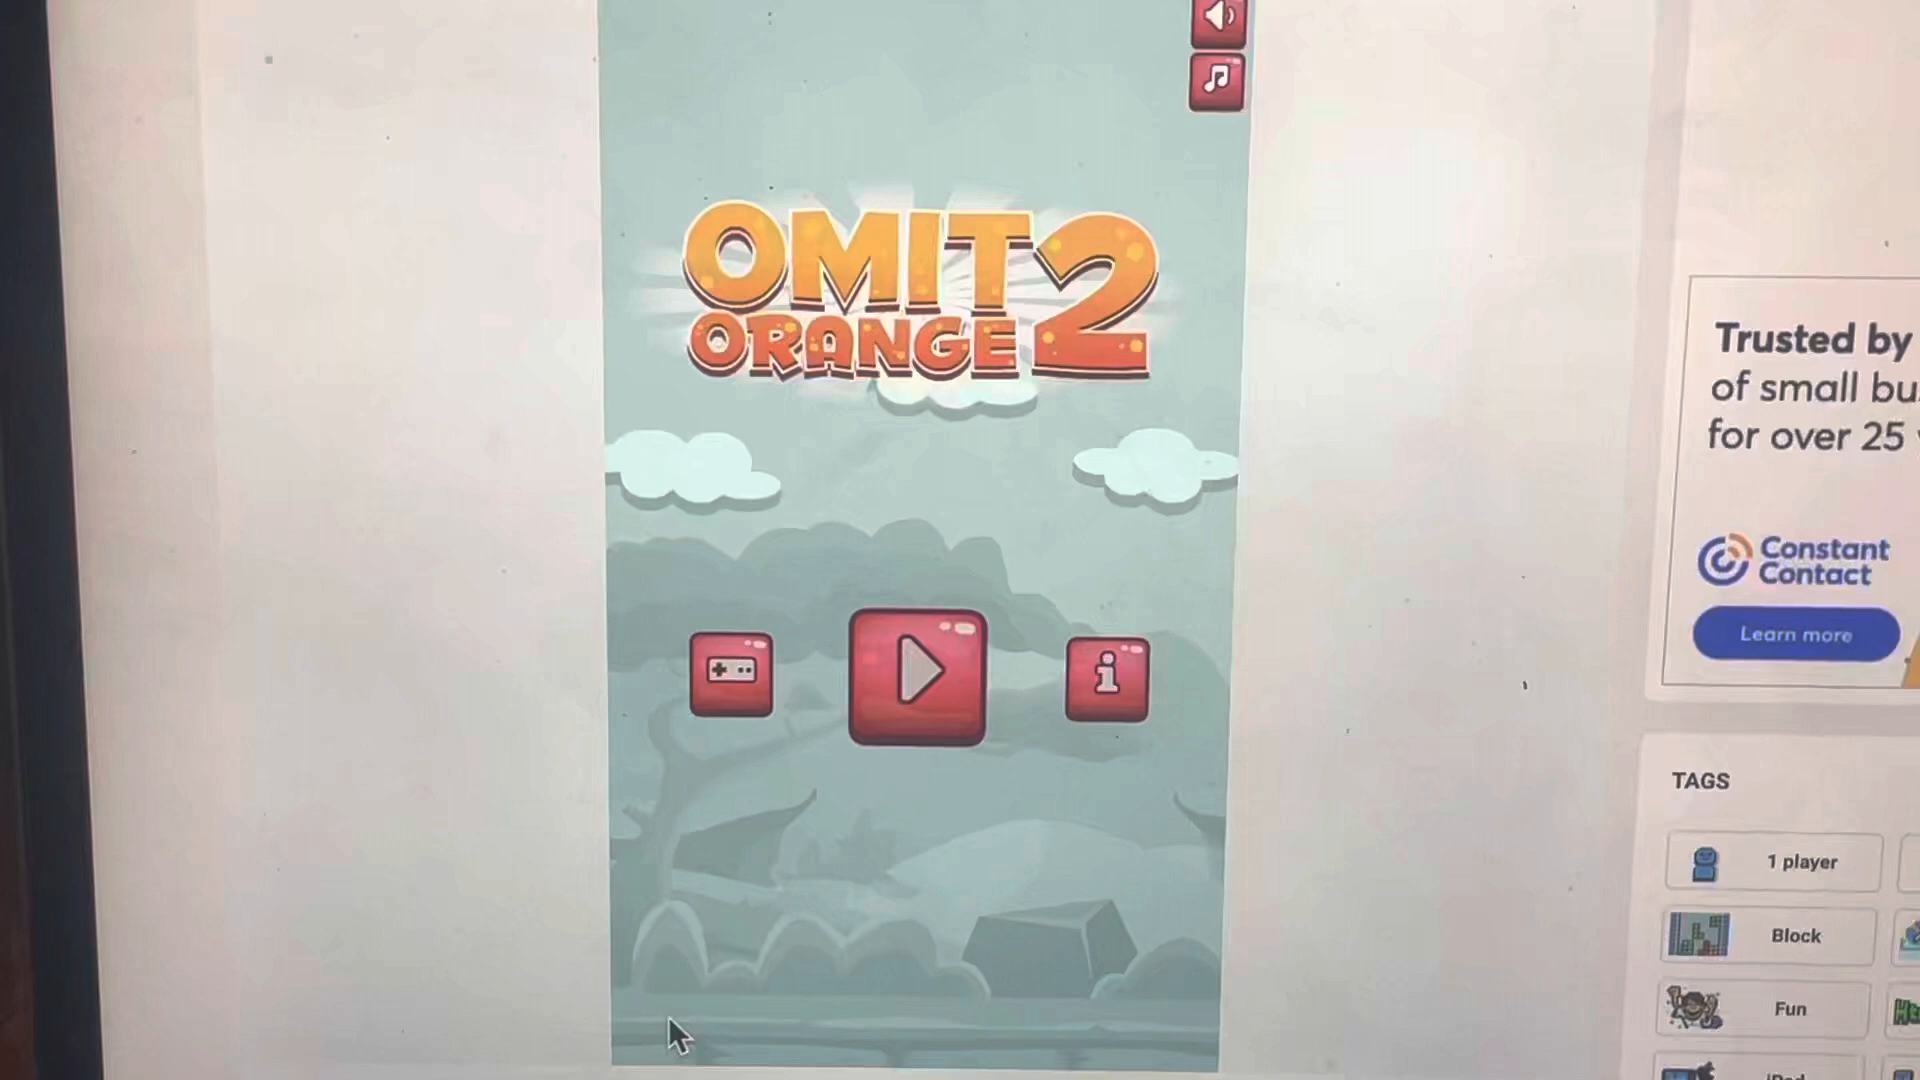 OMIT
ORANGE 2
Trusted by
of small bu
for over 25
Constant
Contact
Learn more
TAGS
1 player
Block
Fun